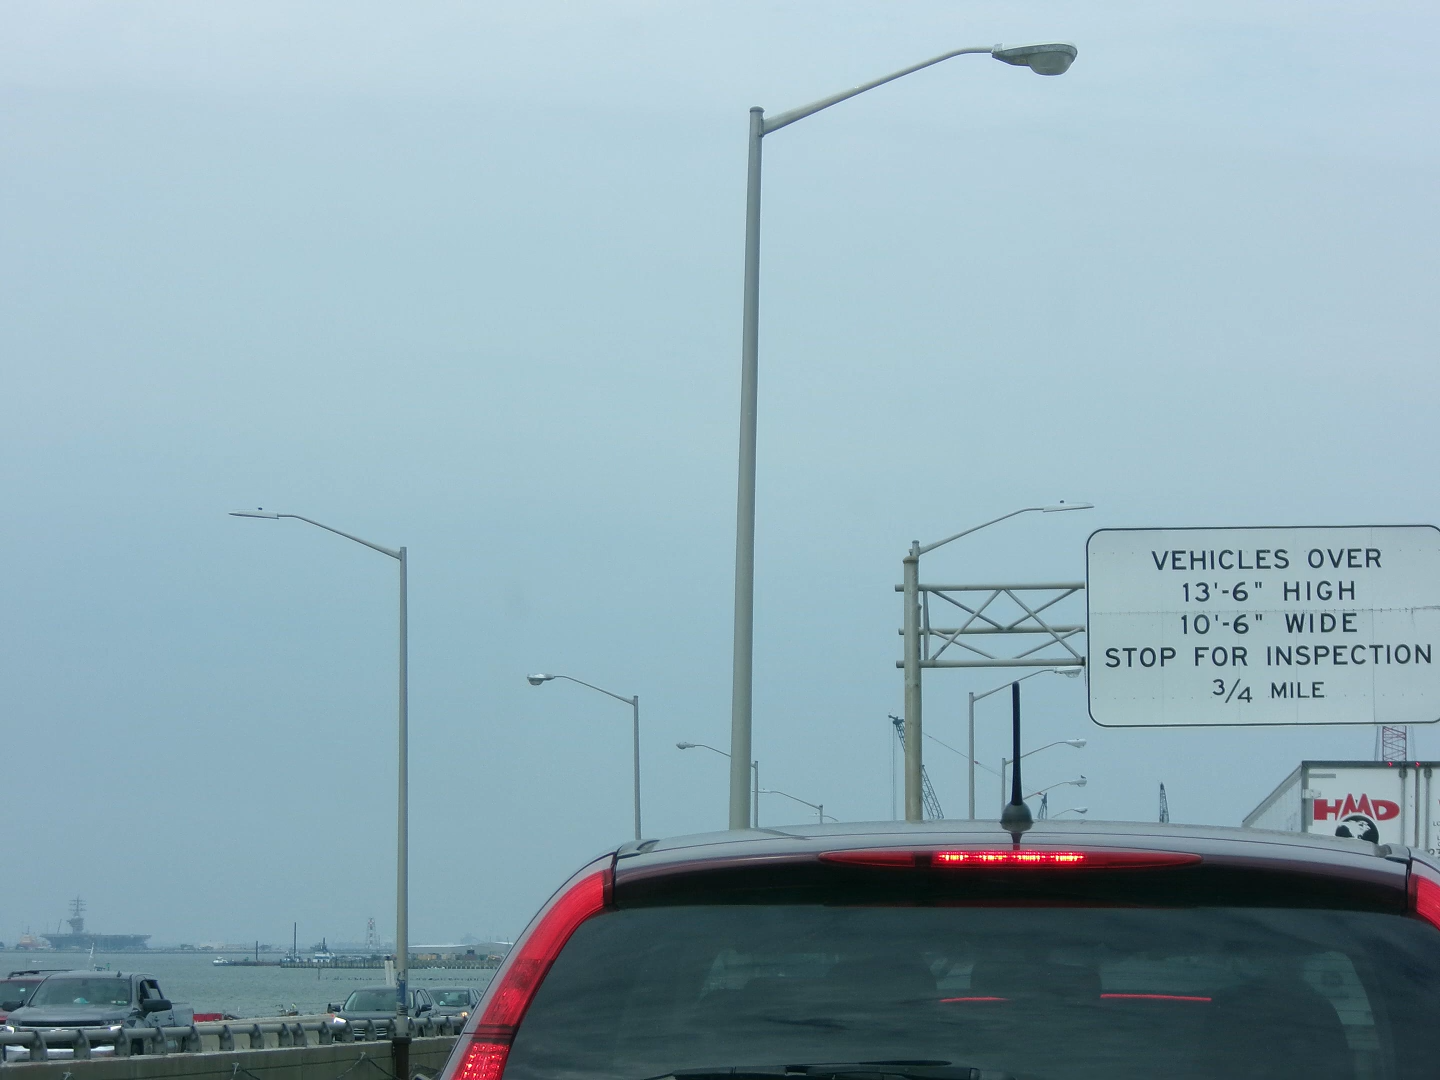 VEHICLES OVER
13'-6" HIGH
10'-6" WIDE
STOP FOR INSPECTION
3/4 MILE
HMD